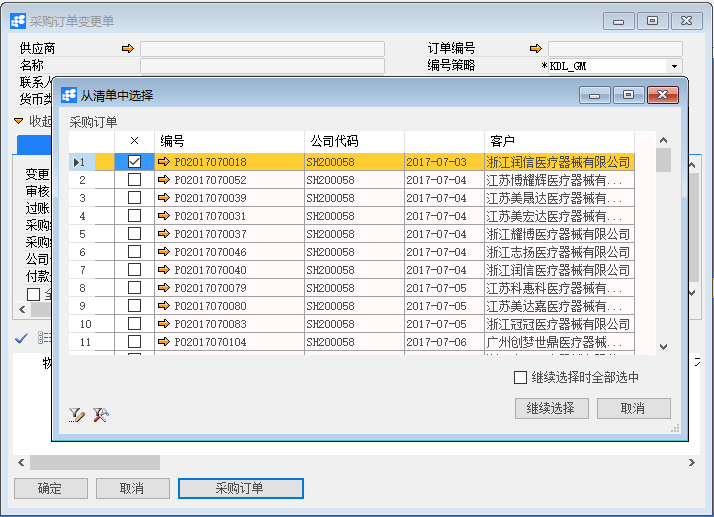 采购订单变更单
供应商 订单编号
名称 编号策略 *KDL_GM
联系人
货币类
收起
从清单中选择
采购订单
× 编号 公司代码 客户
1 PO2017070018 SH200058 2017-07-03 浙江润信医疗器械有限公司
2 PO2017070052 SH200058 2017-07-04 江苏博耀辉医疗器械有...
3 PO2017070039 SH200058 2017-07-04 江苏美晟达医疗器械有...
4 PO2017070031 SH200058 2017-07-04 江苏美宏达医疗器械有...
5 PO2017070037 SH200058 2017-07-04 浙江耀博医疗器械有限公司
6 PO2017070046 SH200058 2017-07-04 浙江志扬医疗器械有限公司
7 PO2017070040 SH200058 2017-07-04 浙江润信医疗器械有限公司
8 PO2017070079 SH200058 2017-07-05 江苏科惠科医疗器械有...
9 PO2017070080 SH200058 2017-07-05 江苏美达嘉医疗器械有...
10 PO2017070083 SH200058 2017-07-05 浙江冠冠医疗器械有限公司
11 PO2017070104 SH200058 2017-07-06 广州创梦世鼎医疗器械...
变更
审核
过账
采购
采购
公司
付款
全
物
继续选择时全部选中
继续选择 取消
确定 取消 采购订单